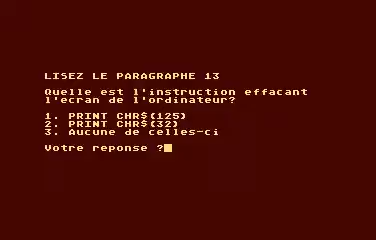 LISEZ LE PARAGRAPHE 13
Quelle est l'instruction effacant
l'ecran de l'ordinateur?
1. PRINT CHR$(125)
2. PRINT CHR$(32)
3. Aucune de celles-ci
Votre reponse ?